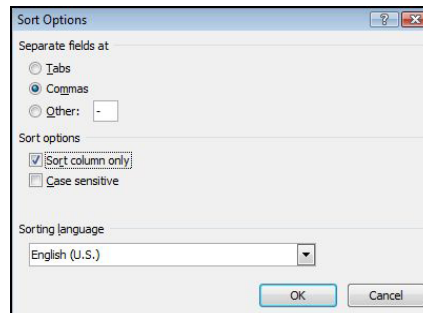 Sort Options
Separate fields at
Tabs
Commas
Other: -
Sort options
Sort column only
Case sensitive
Sorting language
English (U.S.)
OK Cancel